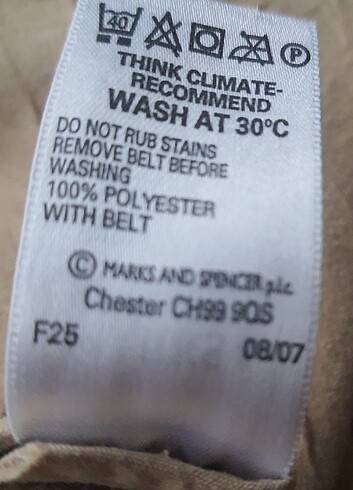 40 P
THINK CLIMATE-
RECOMMEND
WASH AT 30°C
DO NOT RUB STAINS
REMOVE BELT BEFORE
WASHING
100% POLYESTER
WITH BELT
© MARKS AND SPENCER p.l.c.
Chester CH99 9QS
F25 08/07